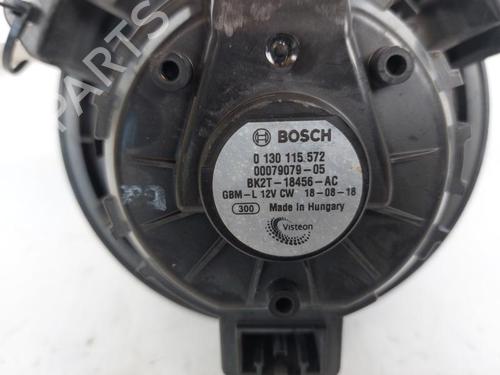 PARTS
BOSCH
0 130 115 572
00079079-05
BK2T-18456-AC
GBM-L 12V CW 18-08-18
300 Made in Hungary
Visteon